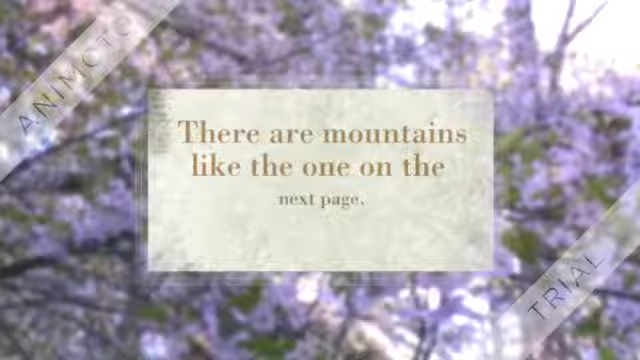 ANIMOTO
There are mountains
like the one on the
next page.
TRIAL